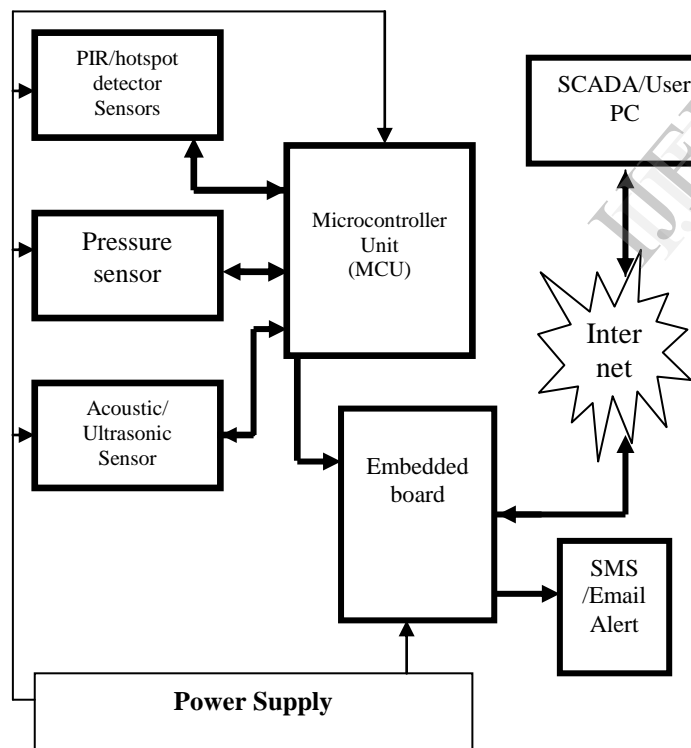 PIR/hotspot
detector
Sensors
SCADA/User
PC
Microcontroller
Unit
(MCU)
Pressure
sensor
Inter
net
Acoustic/
Ultrasonic
Sensor
Embedded
board
SMS
/Email
Alert
Power Supply